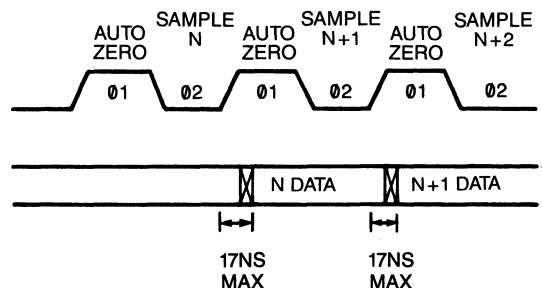 AUTO ZERO
SAMPLE N
AUTO ZERO
SAMPLE N+1
AUTO ZERO
SAMPLE N+2
Ø1
Ø2
Ø1
Ø2
Ø1
Ø2
N DATA
N+1 DATA
17NS MAX
17NS MAX